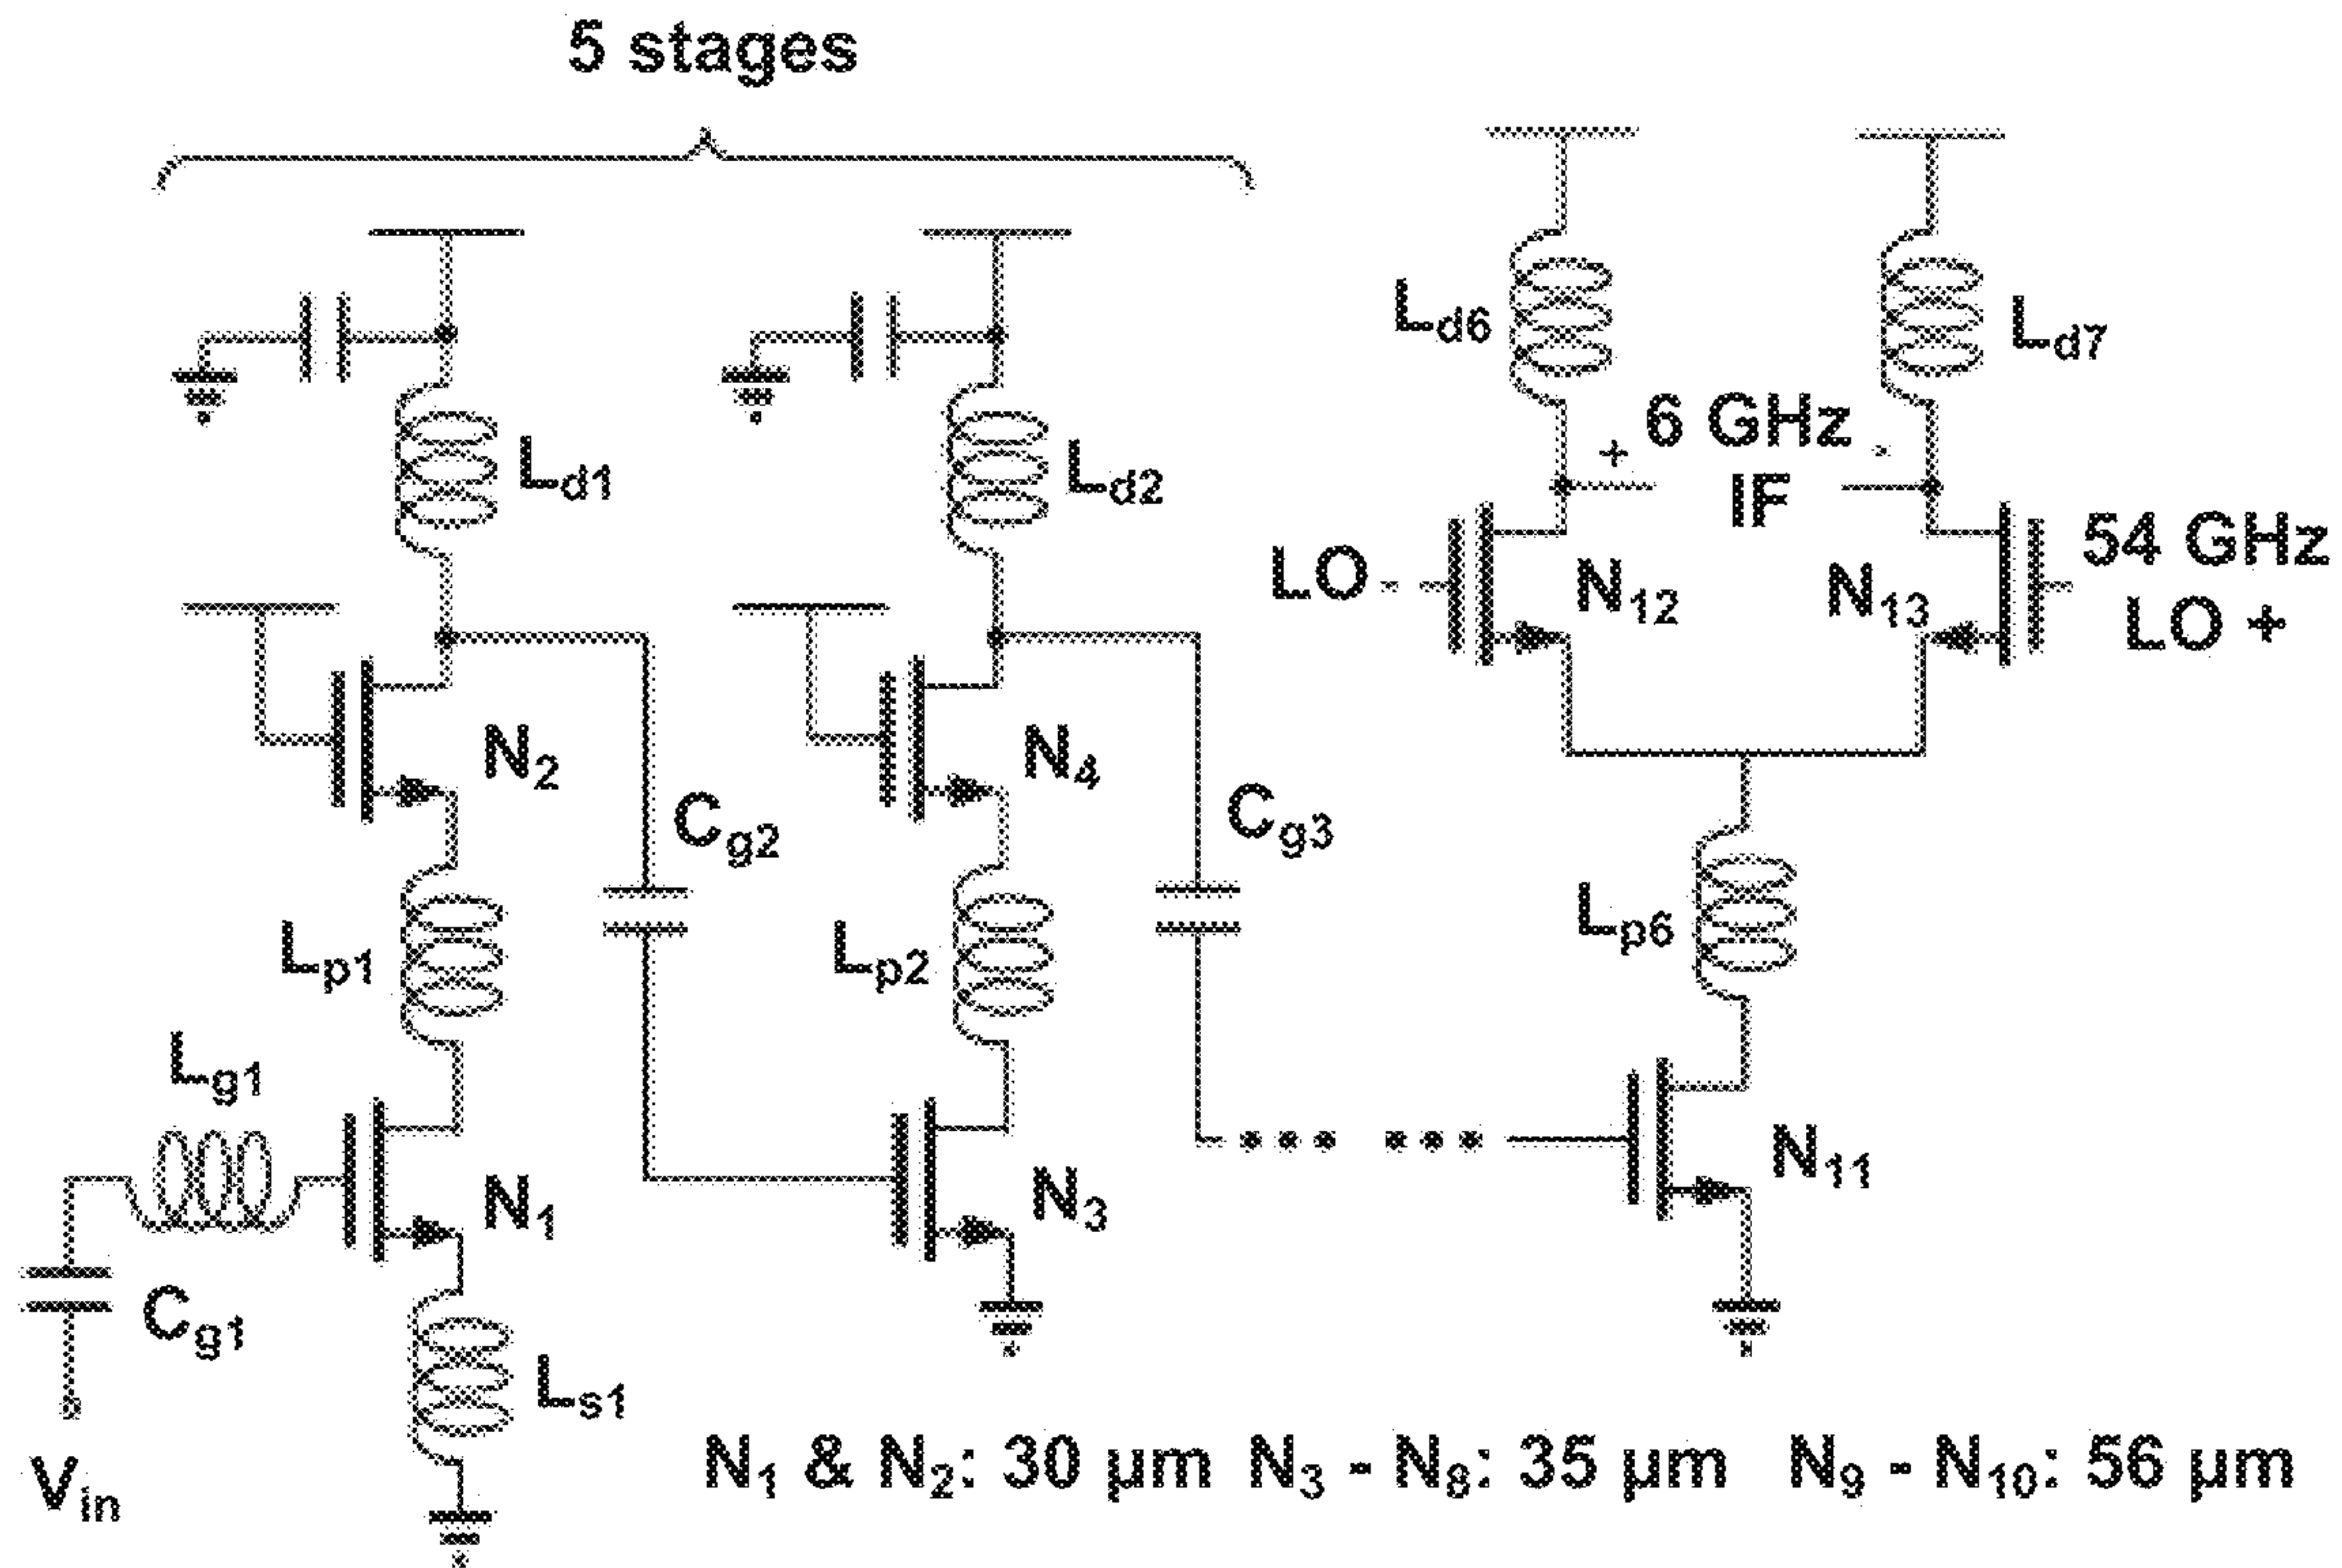 5 stages
Ld1
Ld2
Ld6
Ld7
+ 6 GHz -
IF
LO -
N12
N13
54 GHz
LO +
N2
N4
Cg2
Cg3
Lp1
Lp2
Lp6
Lg1
N1
N3
N11
Cg1
Ls1
Vin
N1 & N2: 30 µm N3 - N8: 35 µm N9 - N10: 56 µm